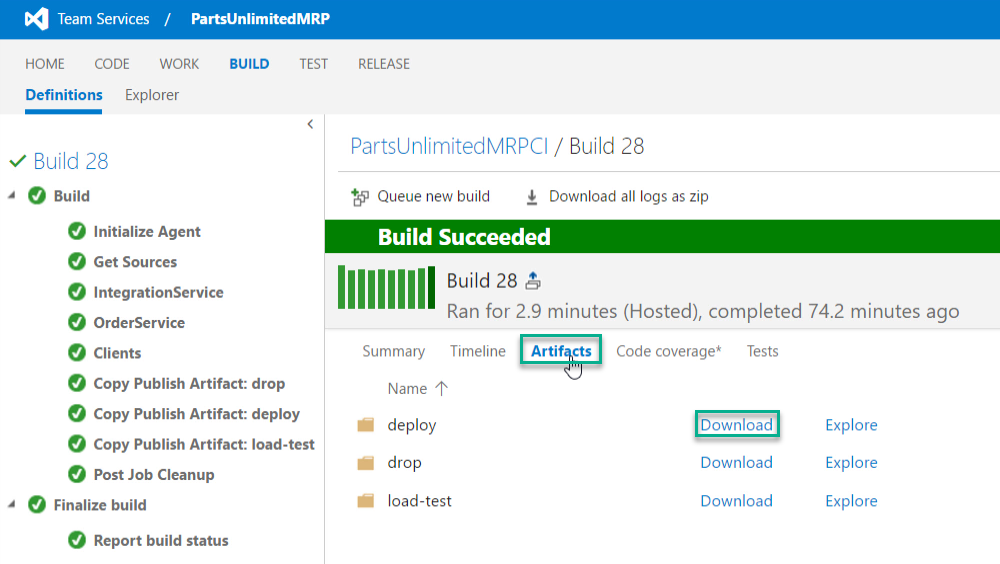 Team Services / PartsUnlimitedMRP
HOME CODE WORK BUILD TEST RELEASE
Definitions Explorer
Build 28
Build
Initialize Agent
Get Sources
IntegrationService
OrderService
Clients
Copy Publish Artifact: drop
Copy Publish Artifact: deploy
Copy Publish Artifact: load-test
Post Job Cleanup
Finalize build
Report build status
PartsUnlimitedMRPCI / Build 28
Queue new build Download all logs as zip
Build Succeeded
Build 28
Ran for 2.9 minutes (Hosted), completed 74.2 minutes ago
Summary Timeline Artifacts Code coverage* Tests
Name
deploy Download Explore
drop Download Explore
load-test Download Explore